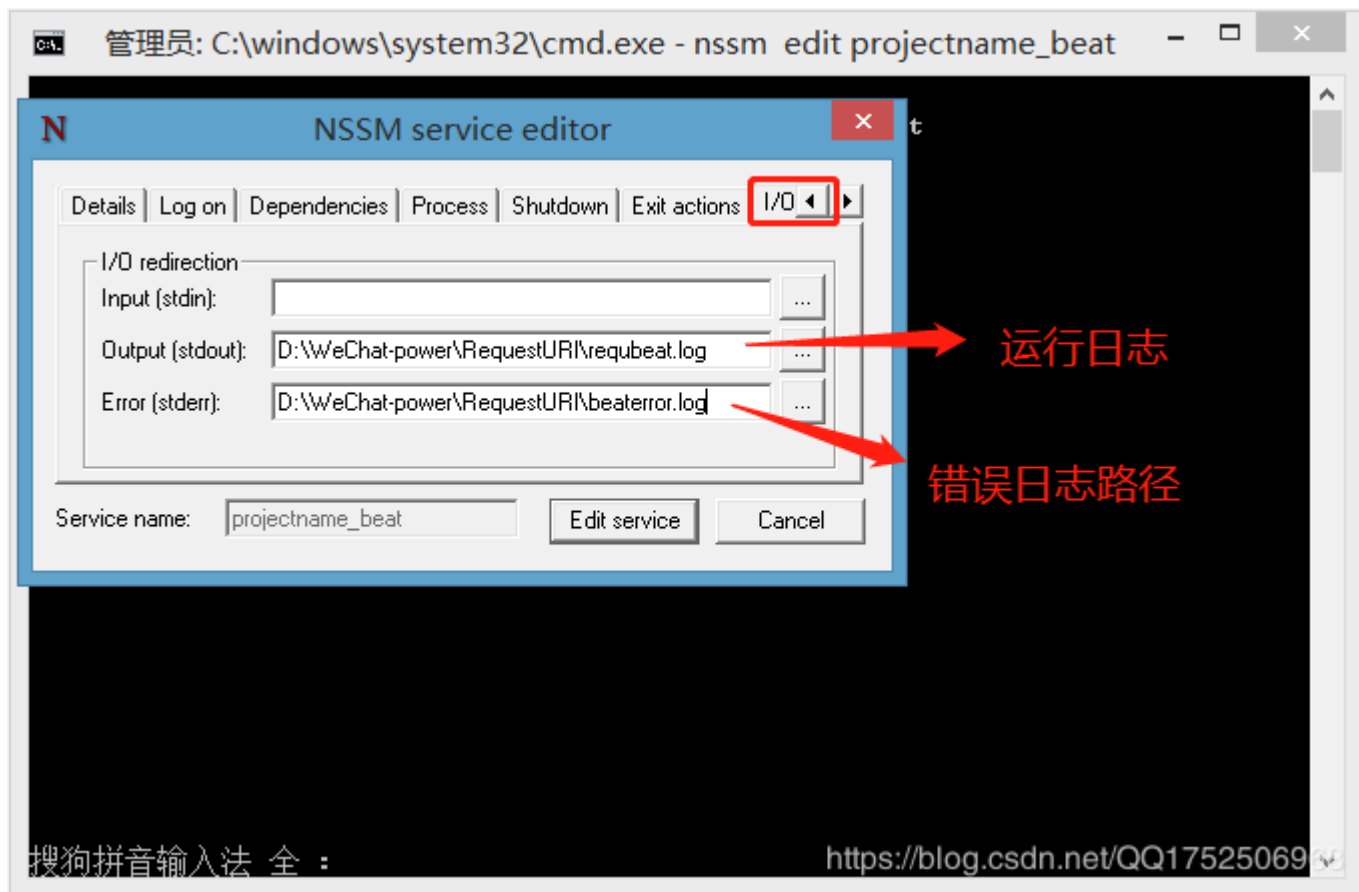 管理员: C:\windows\system32\cmd.exe - nssm  edit projectname_beat
t
NSSM service editor
Details
Log on
Dependencies
Process
Shutdown
Exit actions
I/O
I/O redirection
Input (stdin):
...
Output (stdout):
D:\WeChat-power\RequestURI\requbeat.log
...
运行日志
Error (stderr):
D:\WeChat-power\RequestURI\beaterror.log
...
错误日志路径
Service name:
projectname_beat
Edit service
Cancel
搜狗拼音输入法 全 :
https://blog.csdn.net/QQ1752506968